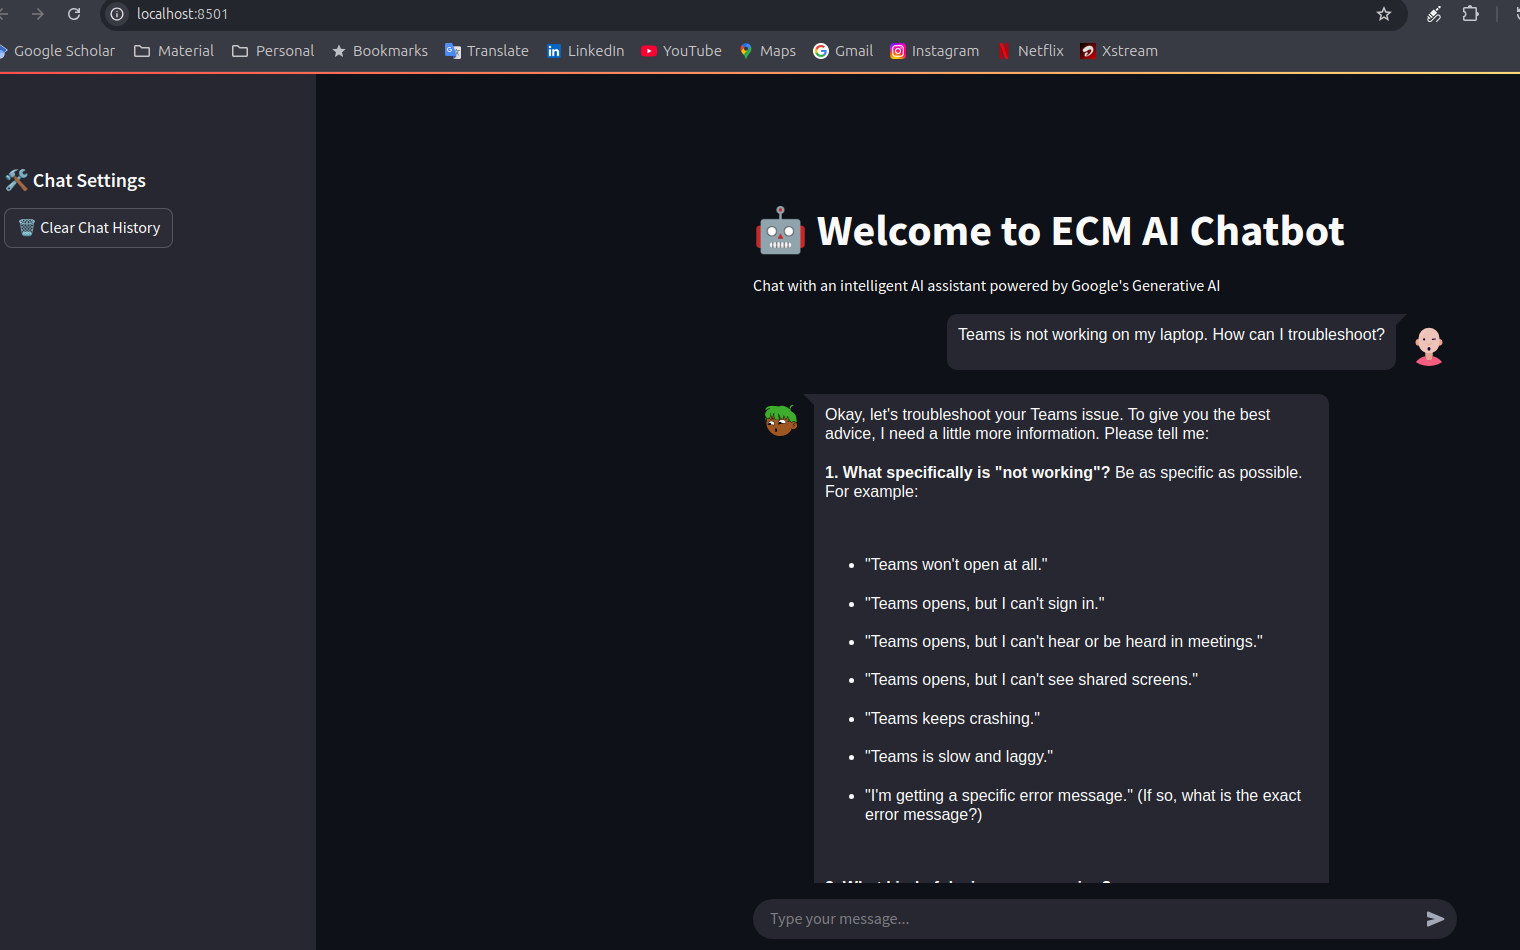 localhost:8501
Google Scholar Material Personal Bookmarks Translate LinkedIn YouTube Maps Gmail Instagram Netflix Xstream
🛠️ Chat Settings
🗑️ Clear Chat History
🤖 Welcome to ECM AI Chatbot
Chat with an intelligent AI assistant powered by Google's Generative AI
Teams is not working on my laptop. How can I troubleshoot?
Okay, let's troubleshoot your Teams issue. To give you the best
advice, I need a little more information. Please tell me:
1. What specifically is "not working"? Be as specific as possible.
For example:
• "Teams won't open at all."
• "Teams opens, but I can't sign in."
• "Teams opens, but I can't hear or be heard in meetings."
• "Teams opens, but I can't see shared screens."
• "Teams keeps crashing."
• "Teams is slow and laggy."
• "I'm getting a specific error message." (If so, what is the exact
error message?)
Type your message...